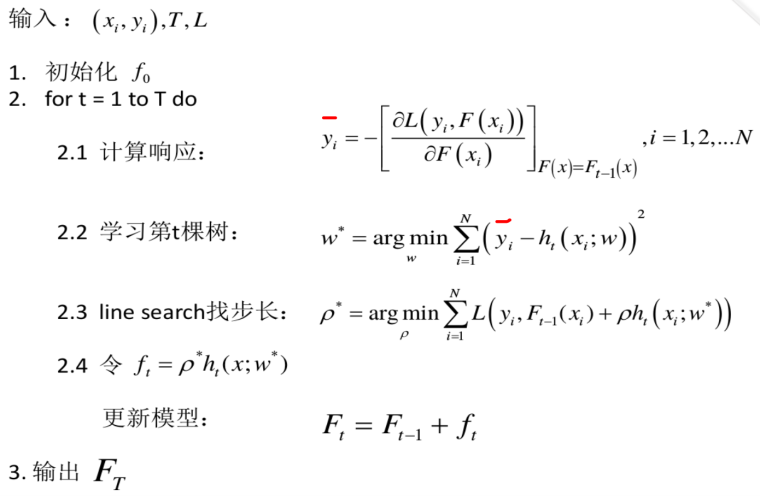 输入：(x_i, y_i), T, L
1. 初始化 f_0
2. for t = 1 to T do
2.1 计算响应： \bar{y}_i = -\left[\frac{\partial L(y_i, F(x_i))}{\partial F(x_i)}\right]_{F(x)=F_{t-1}(x)}, i = 1,2,...N
2.2 学习第t棵树： w^* = \arg\min_w \sum_{i=1}^{N} (\bar{y}_i - h_t(x_i; w))^2
2.3 line search找步长： \rho^* = \arg\min_\rho \sum_{i=1}^{N} L(y_i, F_{t-1}(x_i) + \rho h_t(x_i; w^*))
2.4 令 f_t = \rho^* h_t(x; w^*)
更新模型： F_t = F_{t-1} + f_t
3. 输出 F_T